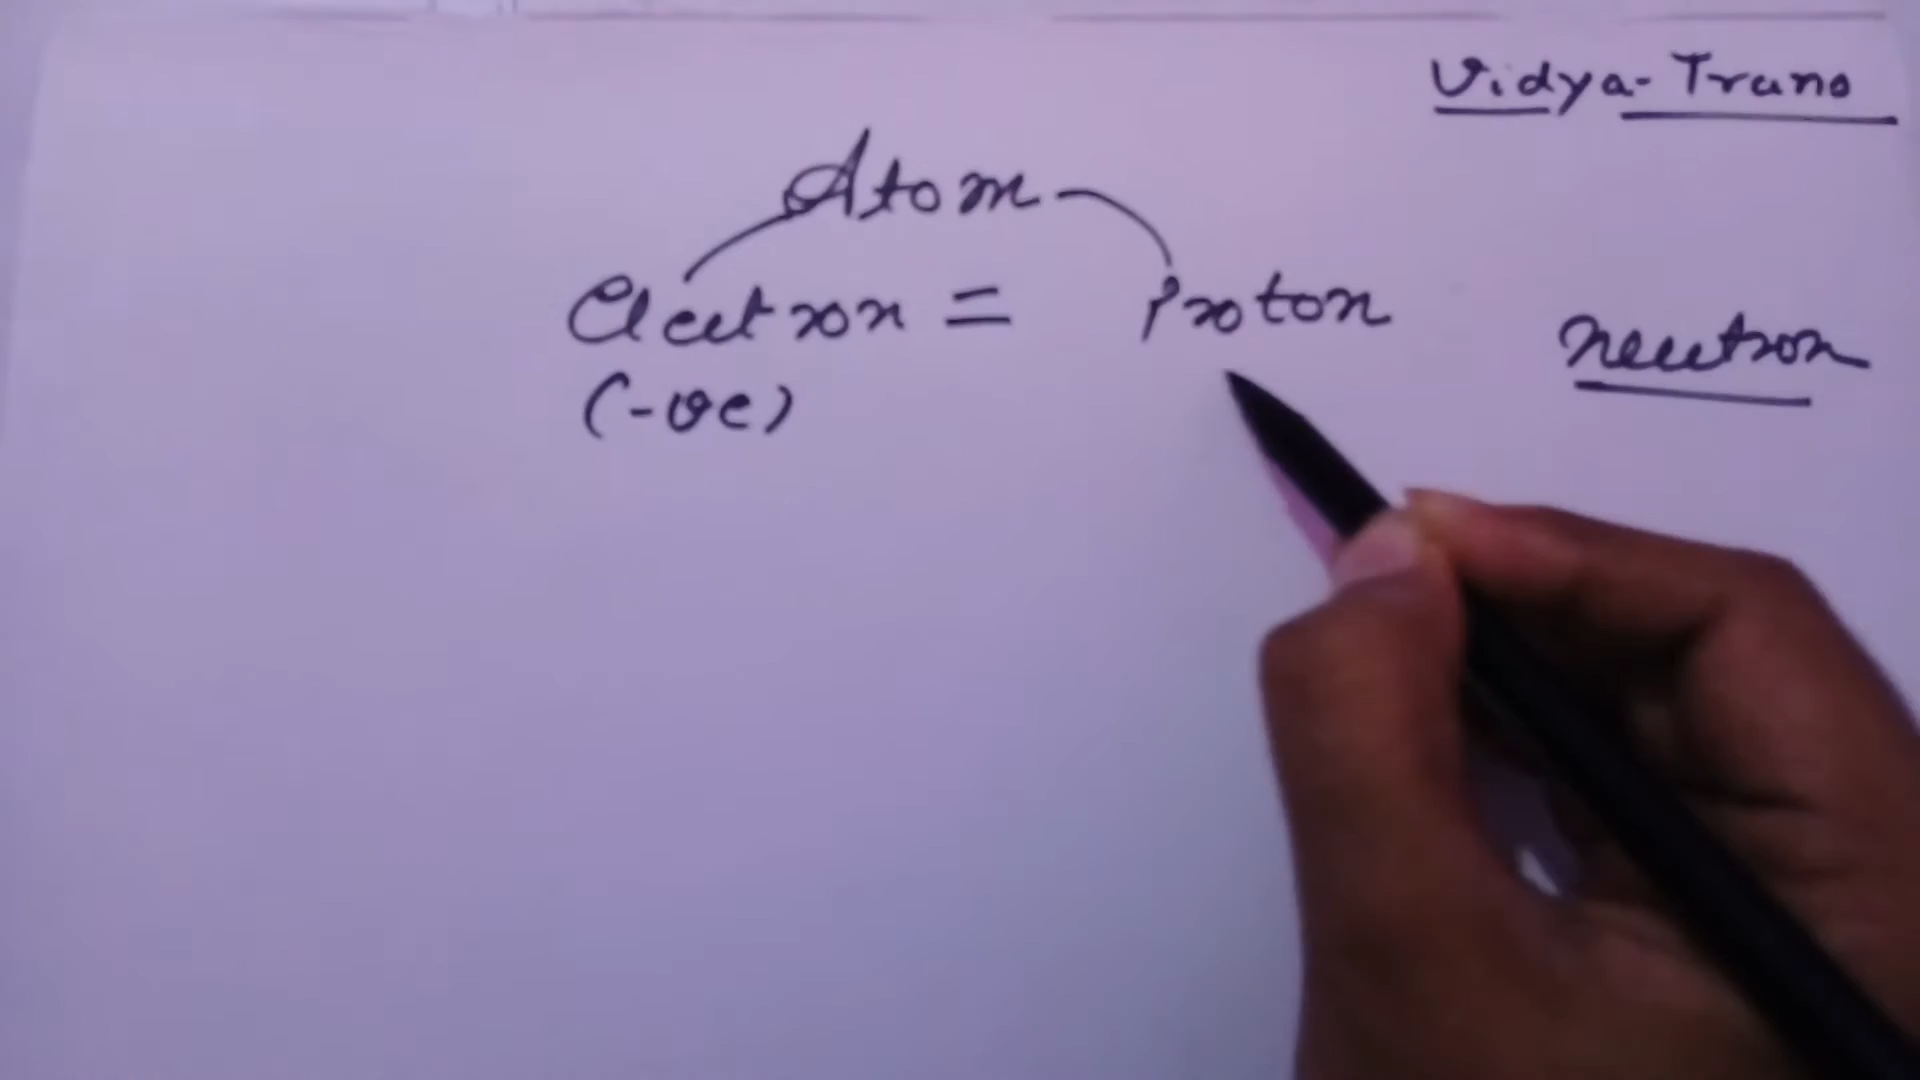 Vidya-Trans
Atom
Electron = Proton
neutron
(-ve)